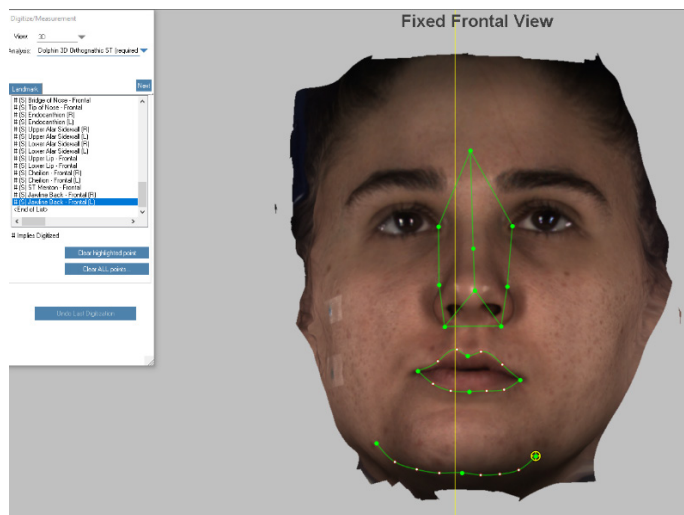 Digitize/Measurement
Fixed Frontal View
View: 3D
Analysis: Dolphin 3D Orthognathic ST (required
Landmark
Next
# (S) Bridge of Nose - Frontal
# (S) Tip of Nose - Frontal
# (S) Endocanthion (R)
# (S) Endocanthion (L)
# (S) Upper Alar Sidewall (R)
# (S) Upper Alar Sidewall (L)
# (S) Lower Alar Sidewall (R)
# (S) Lower Alar Sidewall (L)
# (S) Upper Lip - Frontal
# (S) Lower Lip - Frontal
# (S) Cheilion - Frontal (R)
# (S) Cheilion - Frontal (L)
# (S) ST Menton - Frontal
# (S) Jawline Back - Frontal (R)
# (S) Jawline Back - Frontal (L)
<End of List>
# Implies Digitized
Clear highlighted point
Clear ALL points
Undo Last Digitization